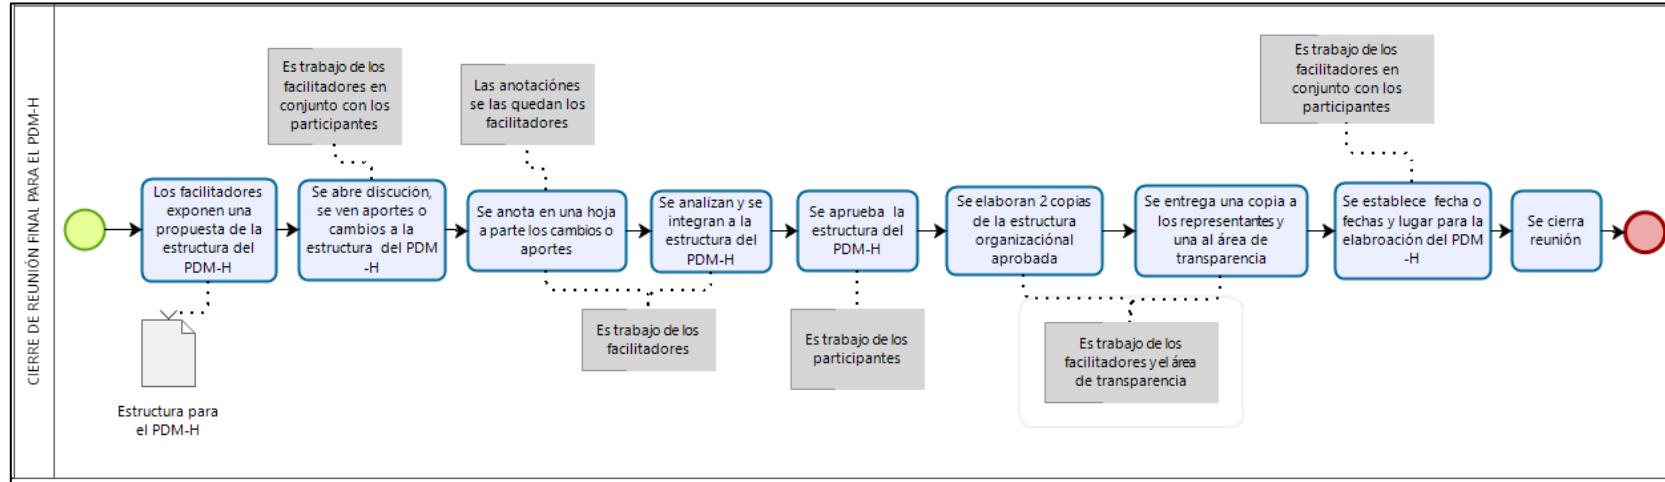 CIERRE DE REUNIÓN FINAL PARA EL PDM-H
Es trabajo de los
facilitadores en
conjunto con los
participantes
Las anotaciónes
se las quedan los
facilitadores
Es trabajo de los
facilitadores en
conjunto con los
participantes
Los facilitadores
exponen una
propuesta de la
estructura del
PDM-H
Se abre discución,
se ven aportes o
cambios a la
estructura del PDM
-H
Se anota en una hoja
a parte los cambios o
aportes
Se analízan y se
integran a la
estructura del
PDM-H
Se aprueba la
estructura del
PDM-H
Se elaboran 2 copias
de la estructura
organizaciónal
aprobada
Se entrega una copia a
los representantes y
una al área de
transparencia
Se establece fecha o
fechas y lugar para la
elabroación del PDM
-H
Se cierra
reunión
Estructura para
el PDM-H
Es trabajo de los
facilitadores
Es trabajo de los
participantes
Es trabajo de los
facilitadores y el área
de transparencia